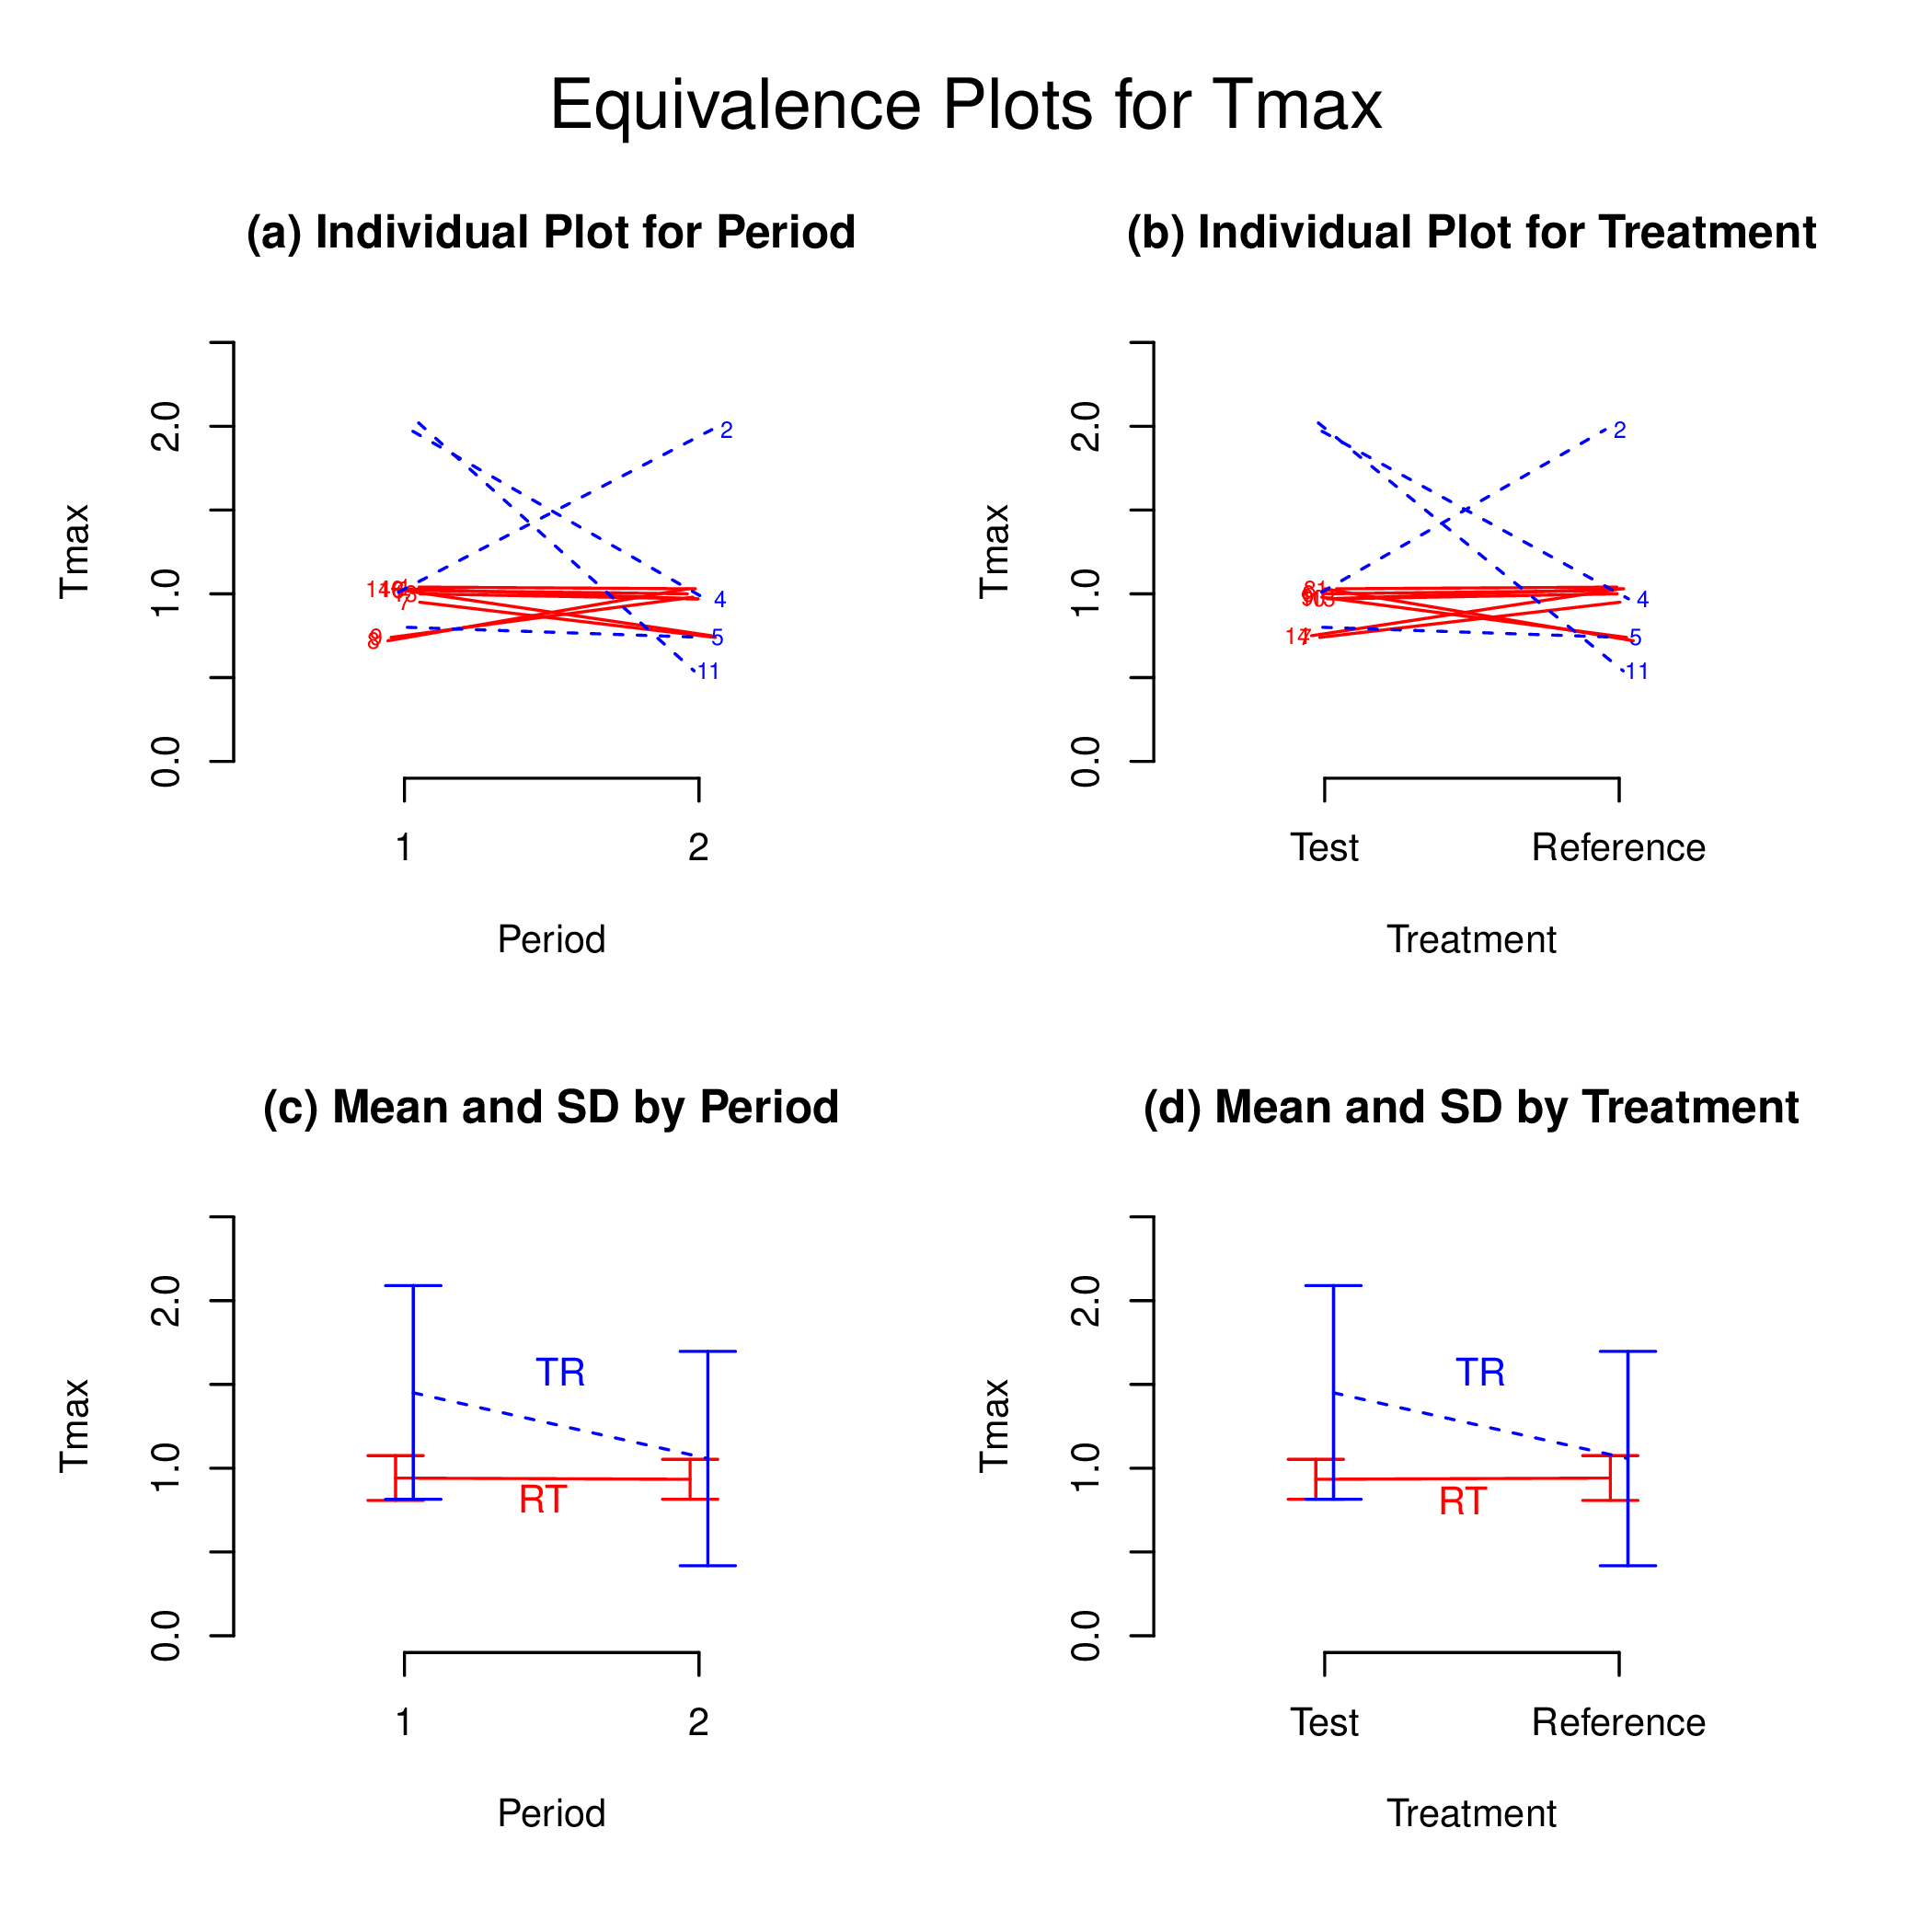 Equivalence Plots for Tmax
(a) Individual Plot for Period
Tmax
0.0 1.0 2.0
2
4
5
11
7
9
8
1 2
Period
(b) Individual Plot for Treatment
Tmax
0.0 1.0 2.0
2
4
5
11
Test Reference
Treatment
(c) Mean and SD by Period
Tmax
0.0 1.0 2.0
TR
RT
1 2
Period
(d) Mean and SD by Treatment
Tmax
0.0 1.0 2.0
TR
RT
Test Reference
Treatment